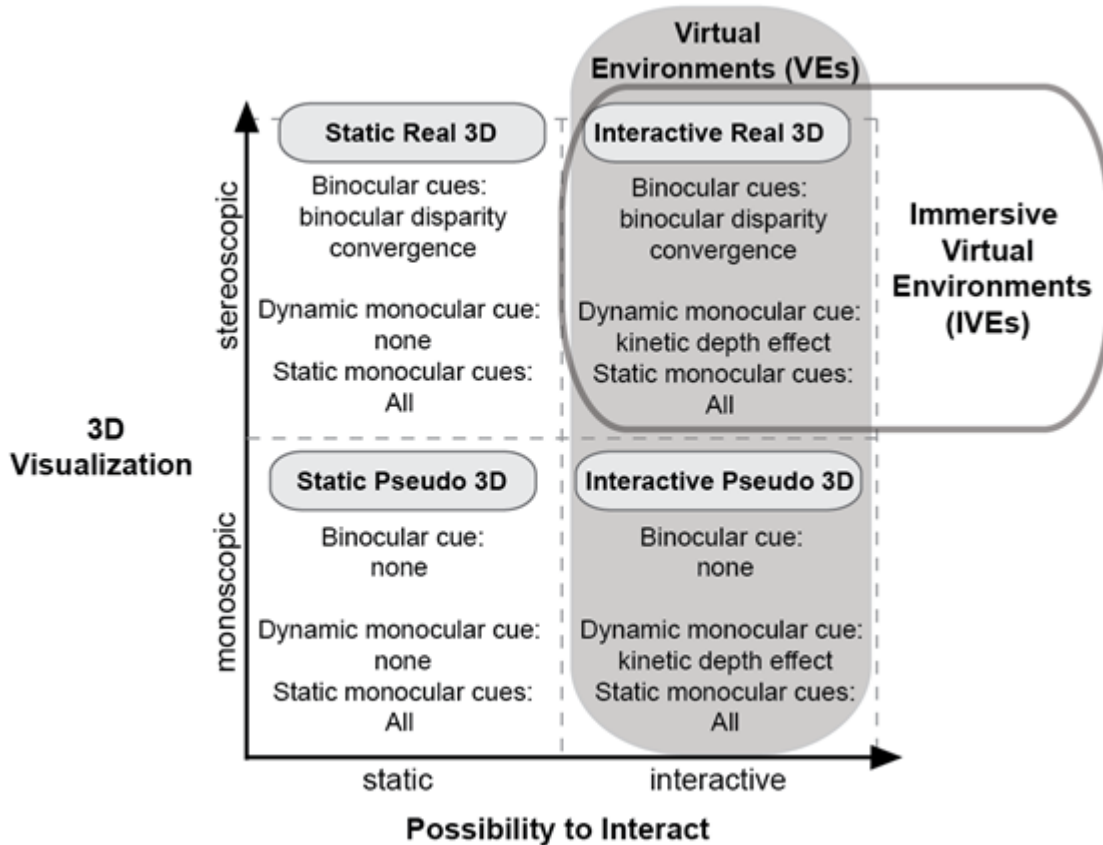 Virtual
Environments (VEs)
Static Real 3D
Binocular cues:
binocular disparity
convergence
Dynamic monocular cue:
none
Static monocular cues:
All
Interactive Real 3D
Binocular cues:
binocular disparity
convergence
Dynamic monocular cue:
kinetic depth effect
Static monocular cues:
All
Immersive
Virtual
Environments
(IVEs)
stereoscopic
3D
Visualization
monoscopic
Static Pseudo 3D
Binocular cue:
none
Dynamic monocular cue:
none
Static monocular cues:
All
Interactive Pseudo 3D
Binocular cue:
none
Dynamic monocular cue:
kinetic depth effect
Static monocular cues:
All
static
interactive
Possibility to Interact